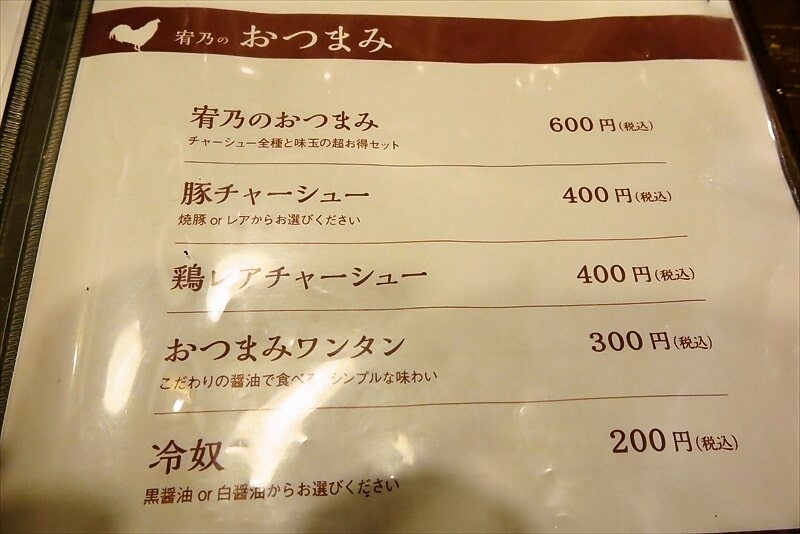 宥乃の おつまみ
宥乃のおつまみ 600円(税込)
チャーシュー全種と味玉の超お得セット
豚チャーシュー 400円(税込)
焼豚 or レアからお選びください
鶏レアチャーシュー 400円(税込)
おつまみワンタン 300円(税込)
こだわりの醤油で食べる シンプルな味わい
冷奴 200円(税込)
黒醤油 or 白醤油からお選びください